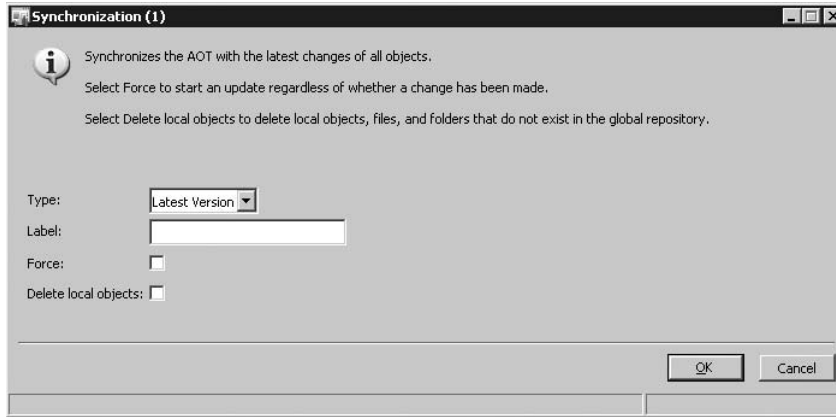 Synchronization (1)
Synchronizes the AOT with the latest changes of all objects.
Select Force to start an update regardless of whether a change has been made.
Select Delete local objects to delete local objects, files, and folders that do not exist in the global repository.
Type: Latest Version
Label:
Force:
Delete local objects:
OK Cancel